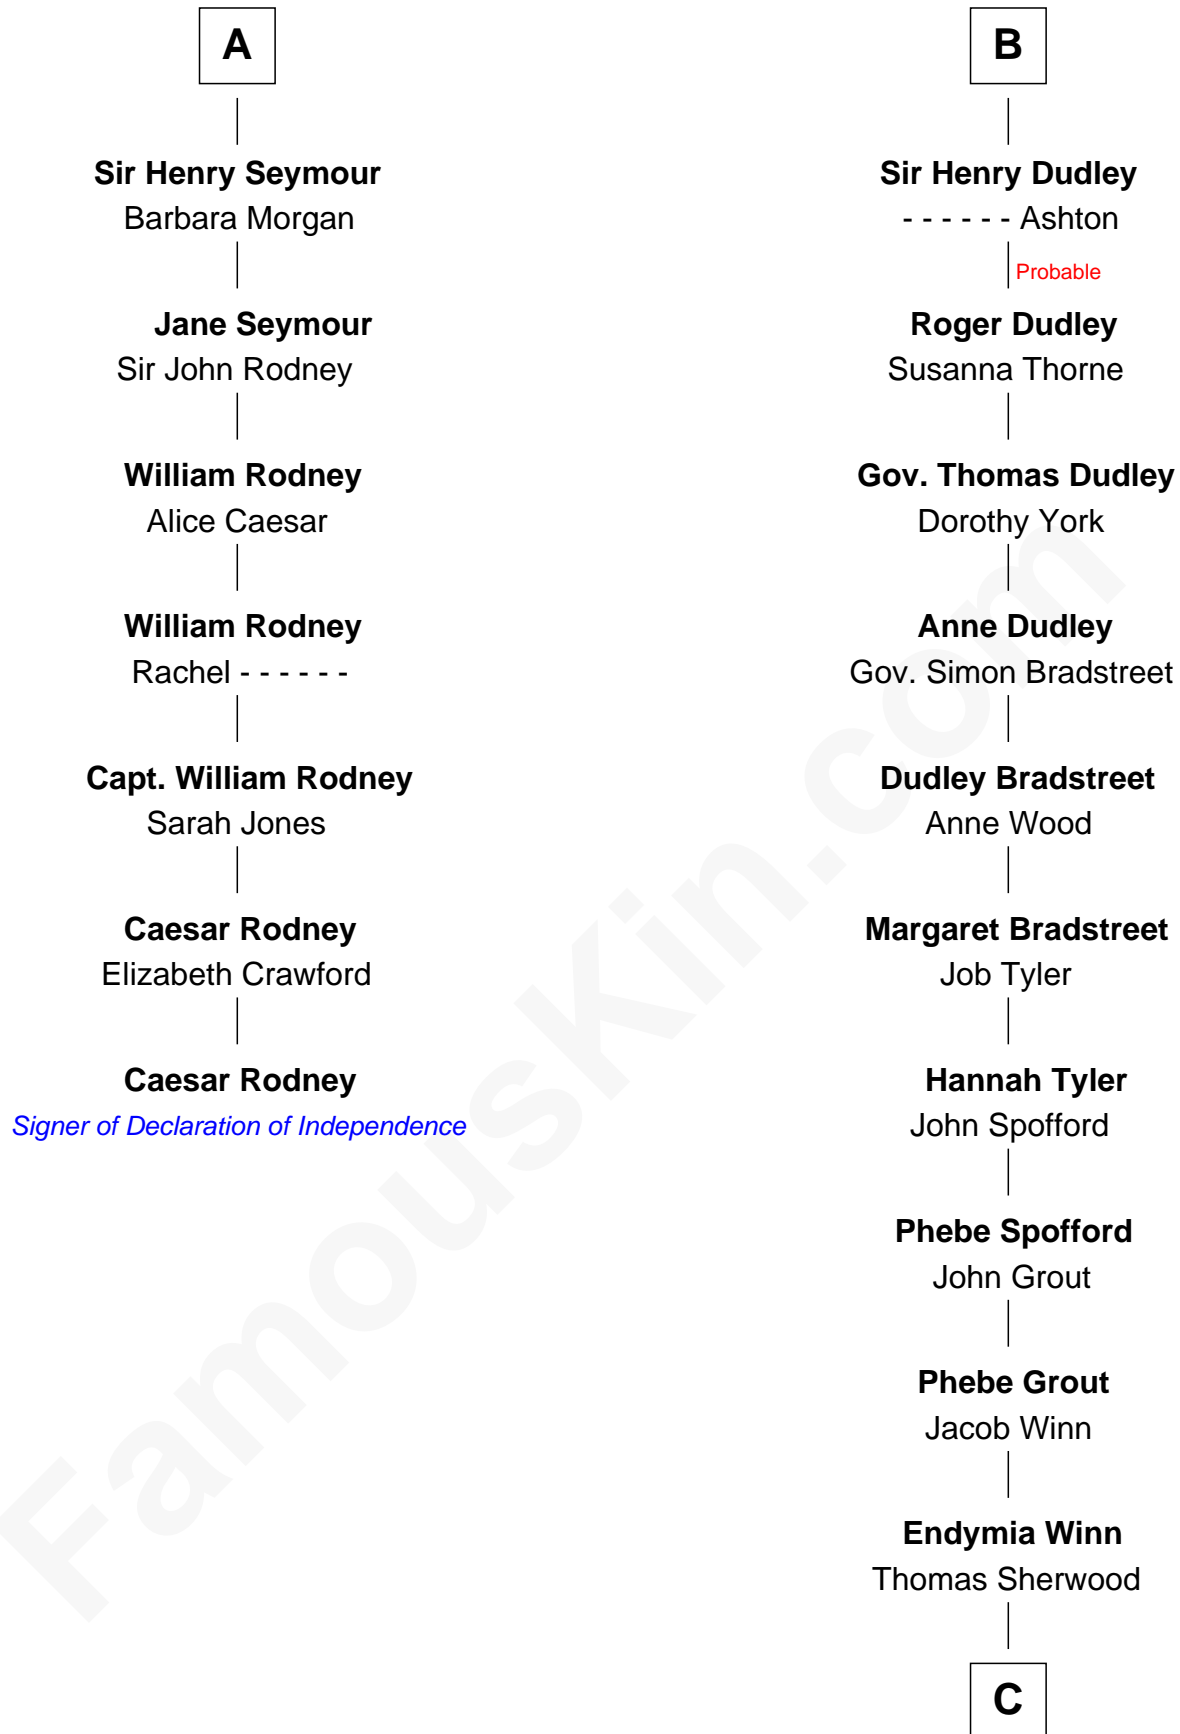 A
Sir Henry Seymour
Barbara Morgan
Jane Seymour
Sir John Rodney
William Rodney
Alice Caesar
William Rodney
Rachel - - - - - -
Capt. William Rodney
Sarah Jones
Caesar Rodney
Elizabeth Crawford
Caesar Rodney
Signer of Declaration of Independence
B
Sir Henry Dudley
- - - - - - Ashton
Probable
Roger Dudley
Susanna Thorne
Gov. Thomas Dudley
Dorothy York
Anne Dudley
Gov. Simon Bradstreet
Dudley Bradstreet
Anne Wood
Margaret Bradstreet
Job Tyler
Hannah Tyler
John Spofford
Phebe Spofford
John Grout
Phebe Grout
Jacob Winn
Endymia Winn
Thomas Sherwood
C
FamousKin.com